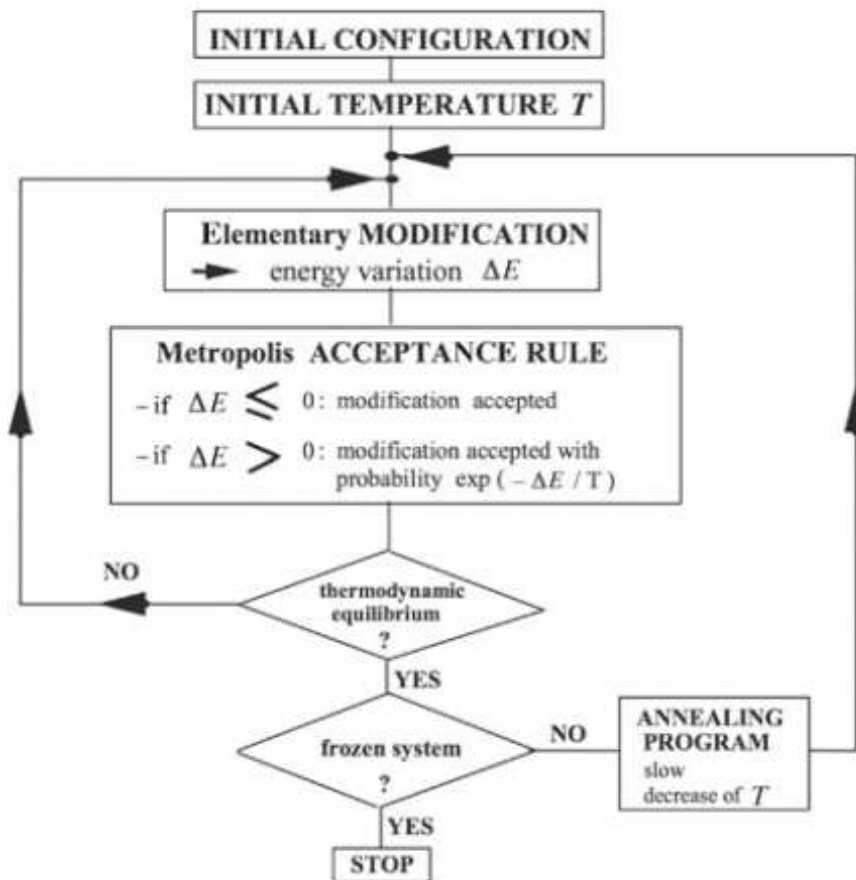 INITIAL CONFIGURATION
INITIAL TEMPERATURE T
Elementary MODIFICATION
energy variation ΔE
Metropolis ACCEPTANCE RULE
– if ΔE ≤ 0 : modification accepted
– if ΔE > 0 : modification accepted with
probability exp ( – ΔE / T )
NO
thermodynamic
equilibrium
?
YES
frozen system
?
NO
ANNEALING
PROGRAM
slow
decrease of T
YES
STOP